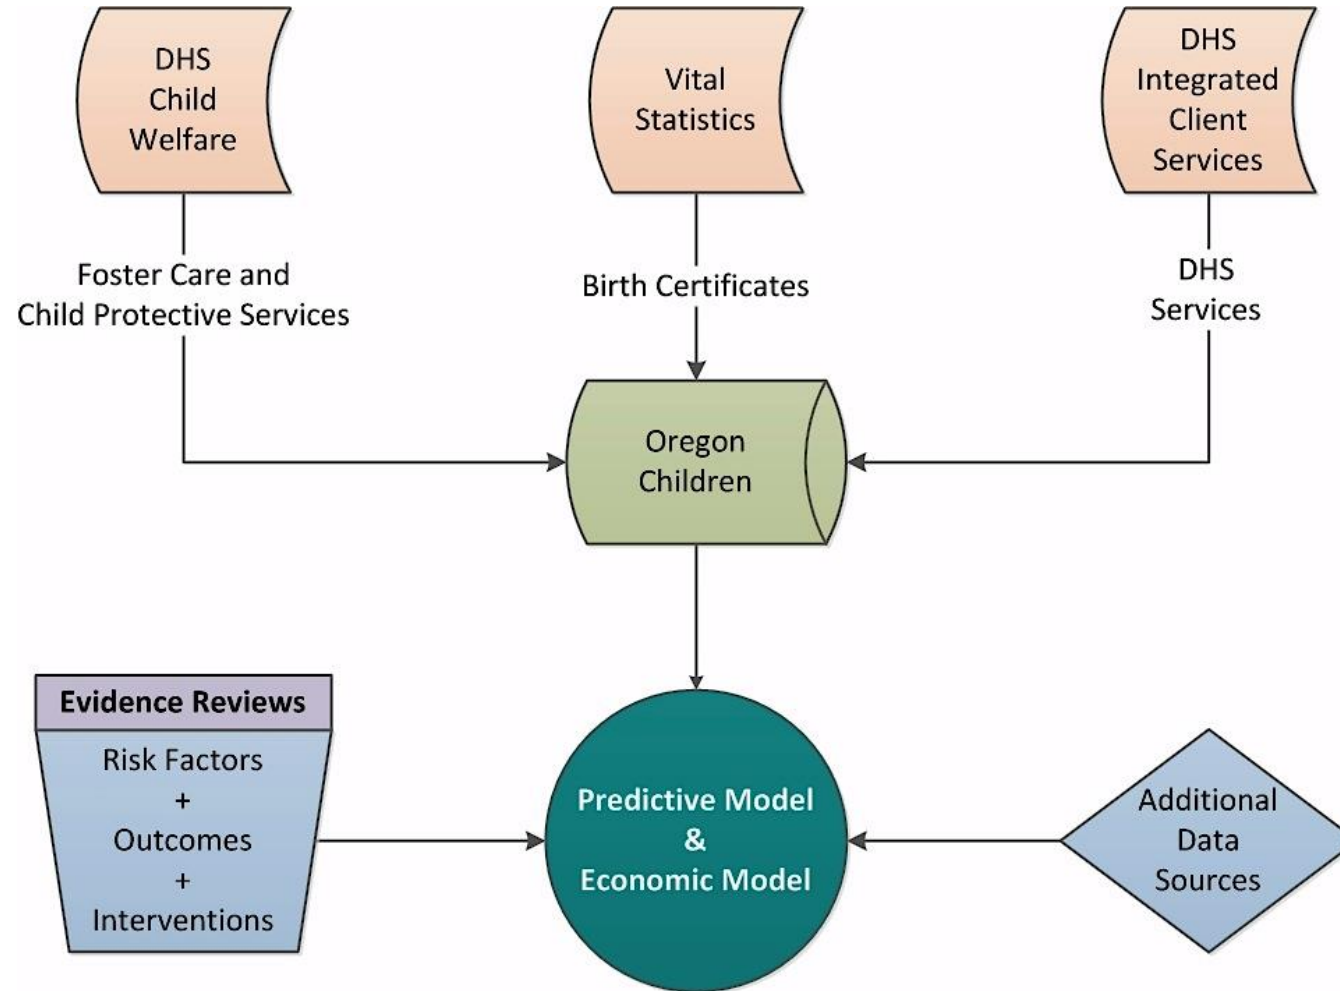 DHS
Child
Welfare
Vital
Statistics
DHS
Integrated
Client
Services
Foster Care and
Child Protective Services
Birth Certificates
DHS
Services
Oregon
Children
Evidence Reviews
Risk Factors
+
Outcomes
+
Interventions
Predictive Model
&
Economic Model
Additional
Data
Sources